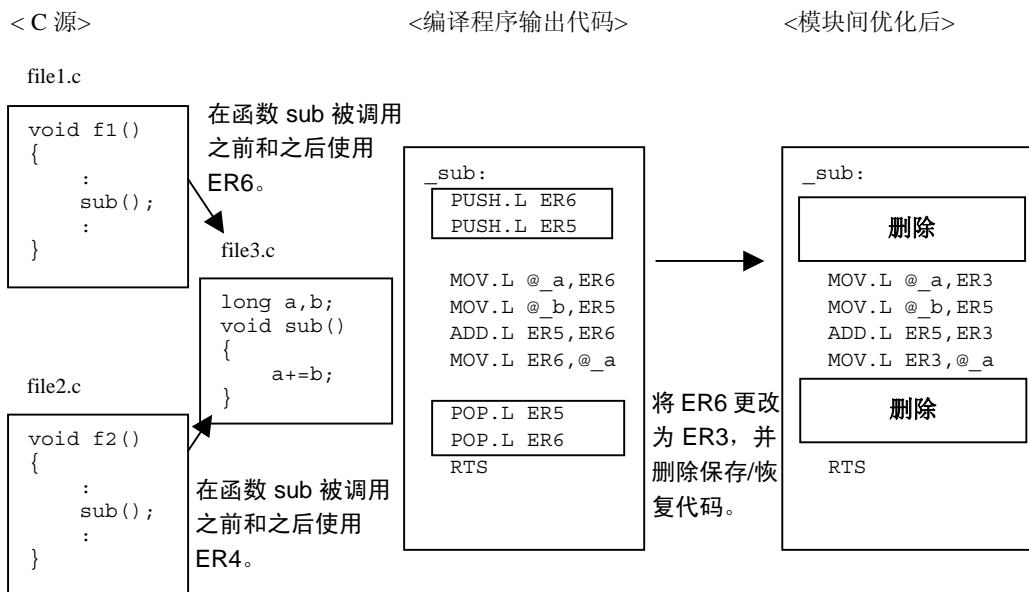 < C 源>
<编译程序输出代码>
<模块间优化后>
file1.c
void f1()
{
:
sub();
:
}
在函数 sub 被调用
之前和之后使用
ER6。
file3.c
long a,b;
void sub()
{
a+=b;
}
file2.c
void f2()
{
:
sub();
:
}
在函数 sub 被调用
之前和之后使用
ER4。
_sub:
PUSH.L ER6
PUSH.L ER5
MOV.L @_a,ER6
MOV.L @_b,ER5
ADD.L ER5,ER6
MOV.L ER6,@_a
POP.L ER5
POP.L ER6
RTS
将 ER6 更改
为 ER3，并
删除保存/恢
复代码。
_sub:
删除
MOV.L @_a,ER3
MOV.L @_b,ER5
ADD.L ER5,ER3
MOV.L ER3,@_a
删除
RTS